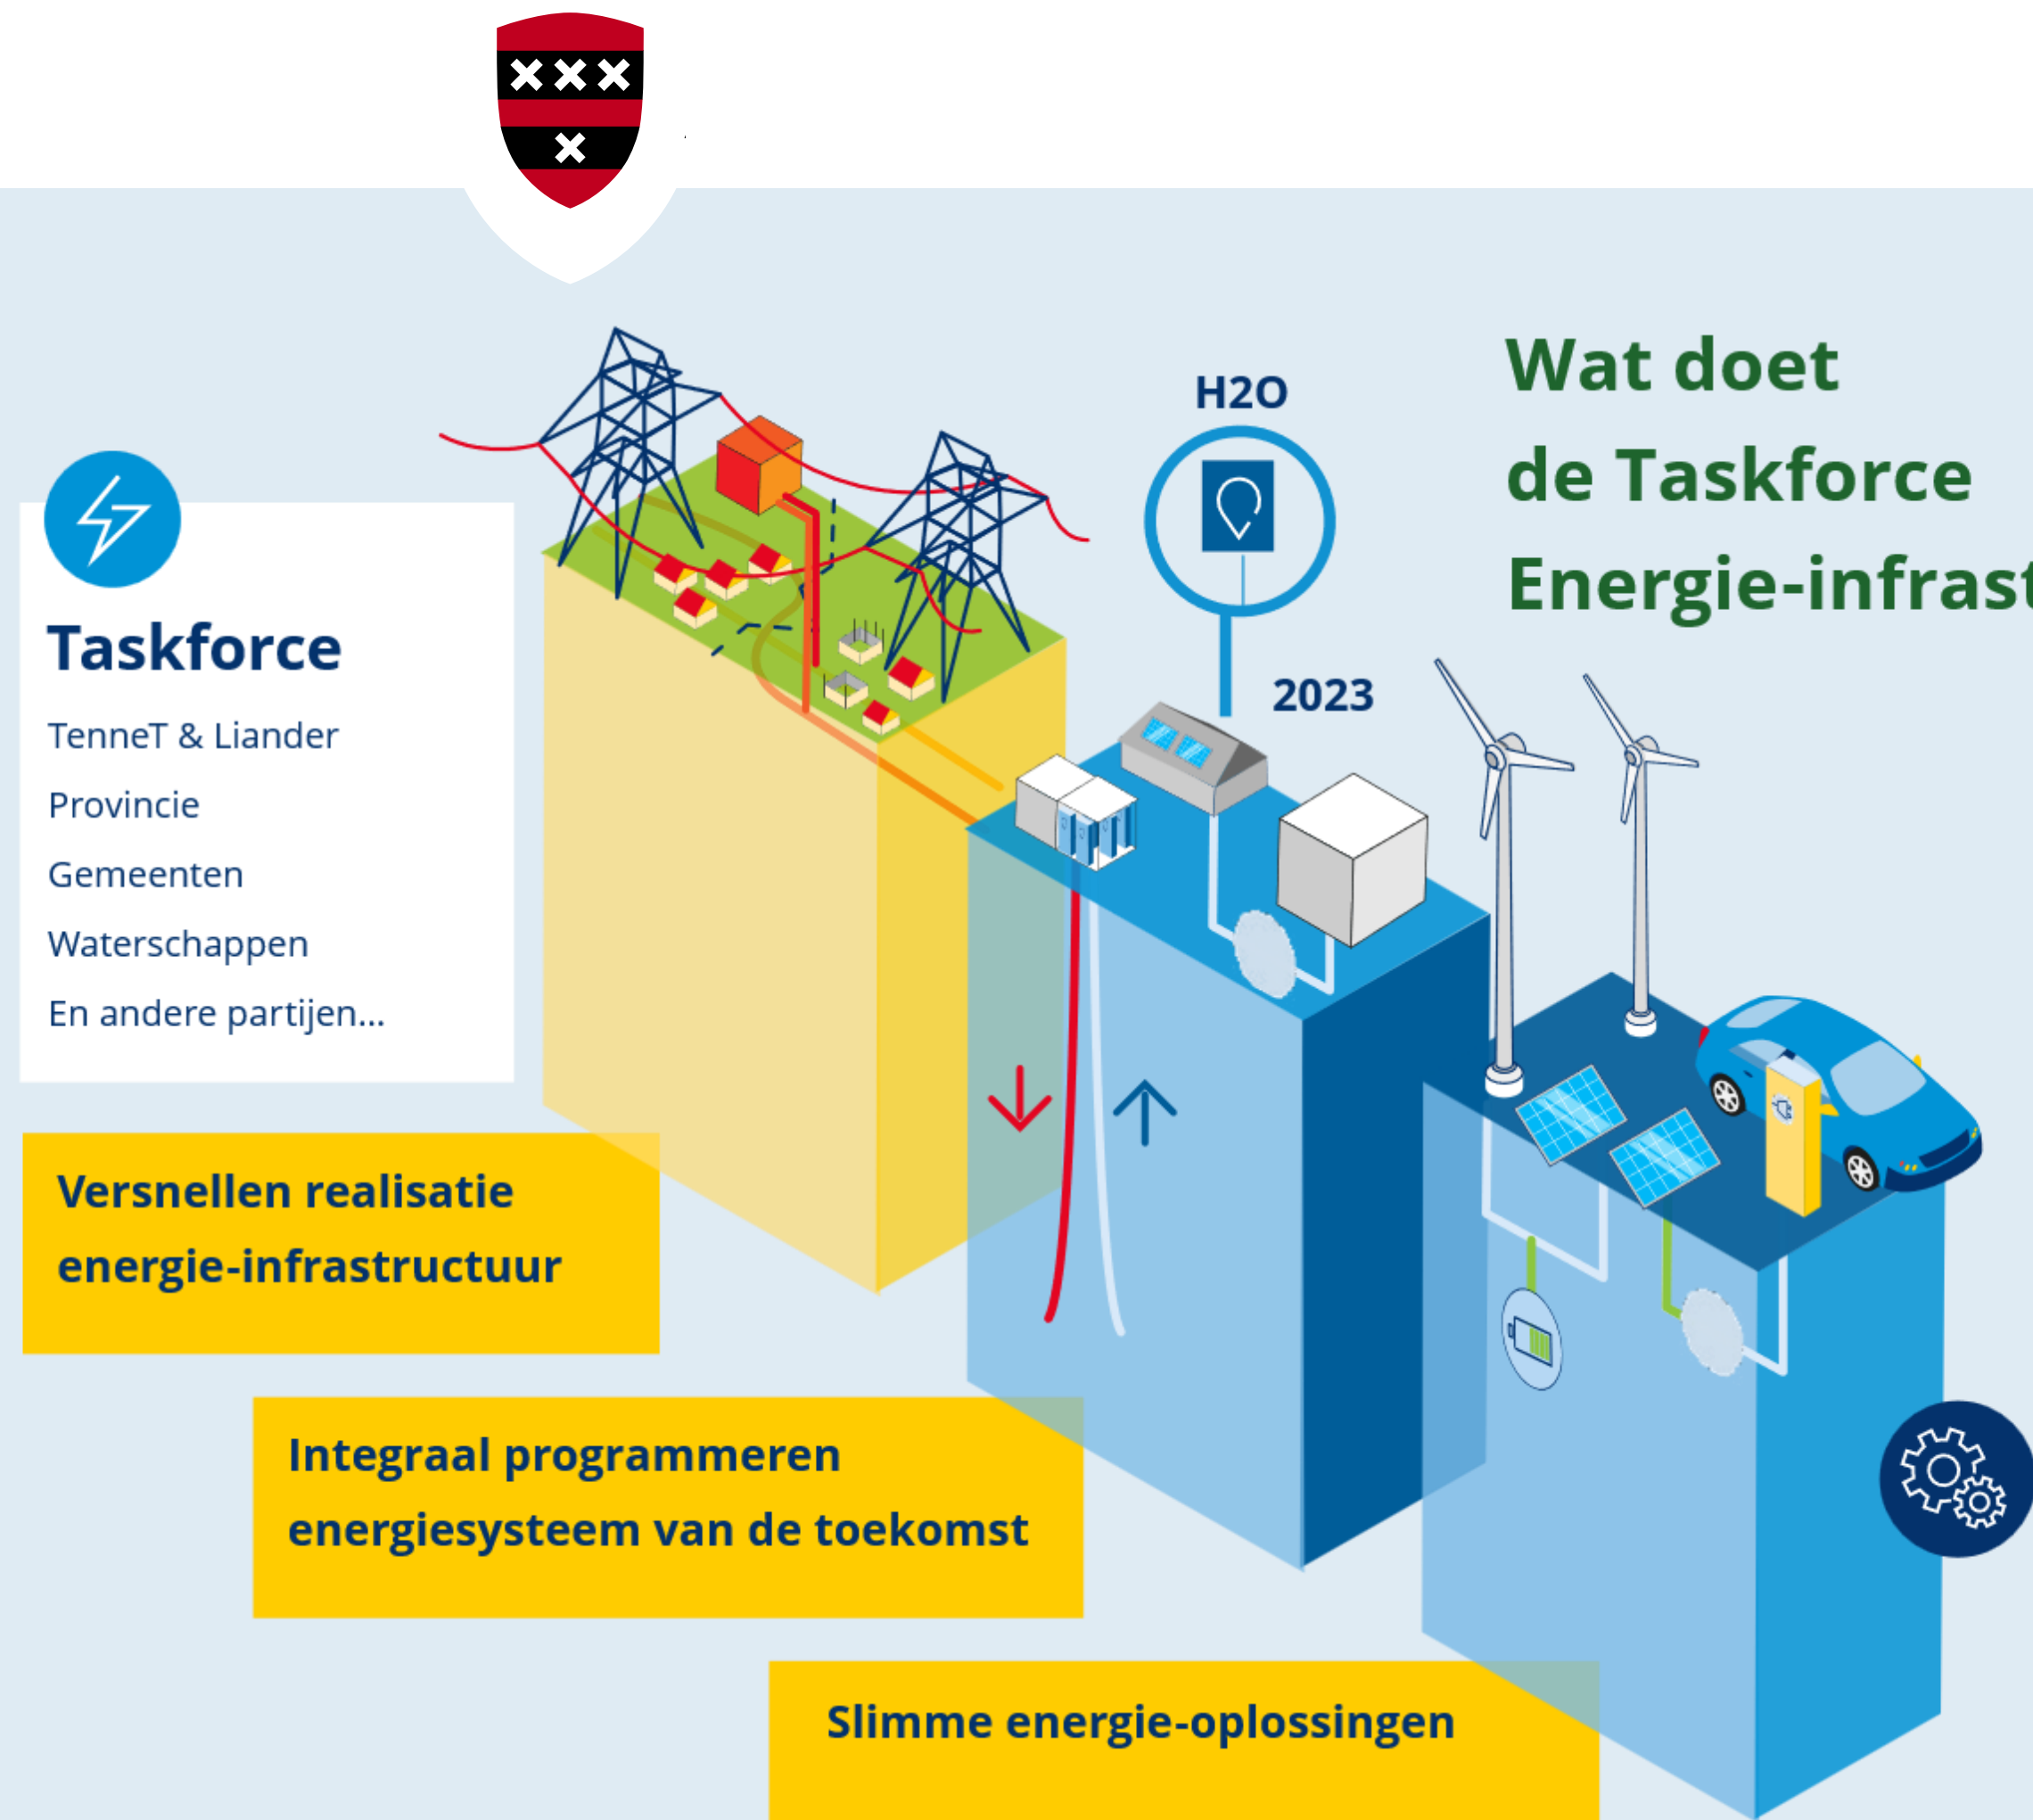 Wat doet
de Taskforce
Energie-infrast
H2O
2023
Taskforce
TenneT & Liander
Provincie
Gemeenten
Waterschappen
En andere partijen...
Versnellen realisatie
energie-infrastructuur
Integraal programmeren
energiesysteem van de toekomst
Slimme energie-oplossingen